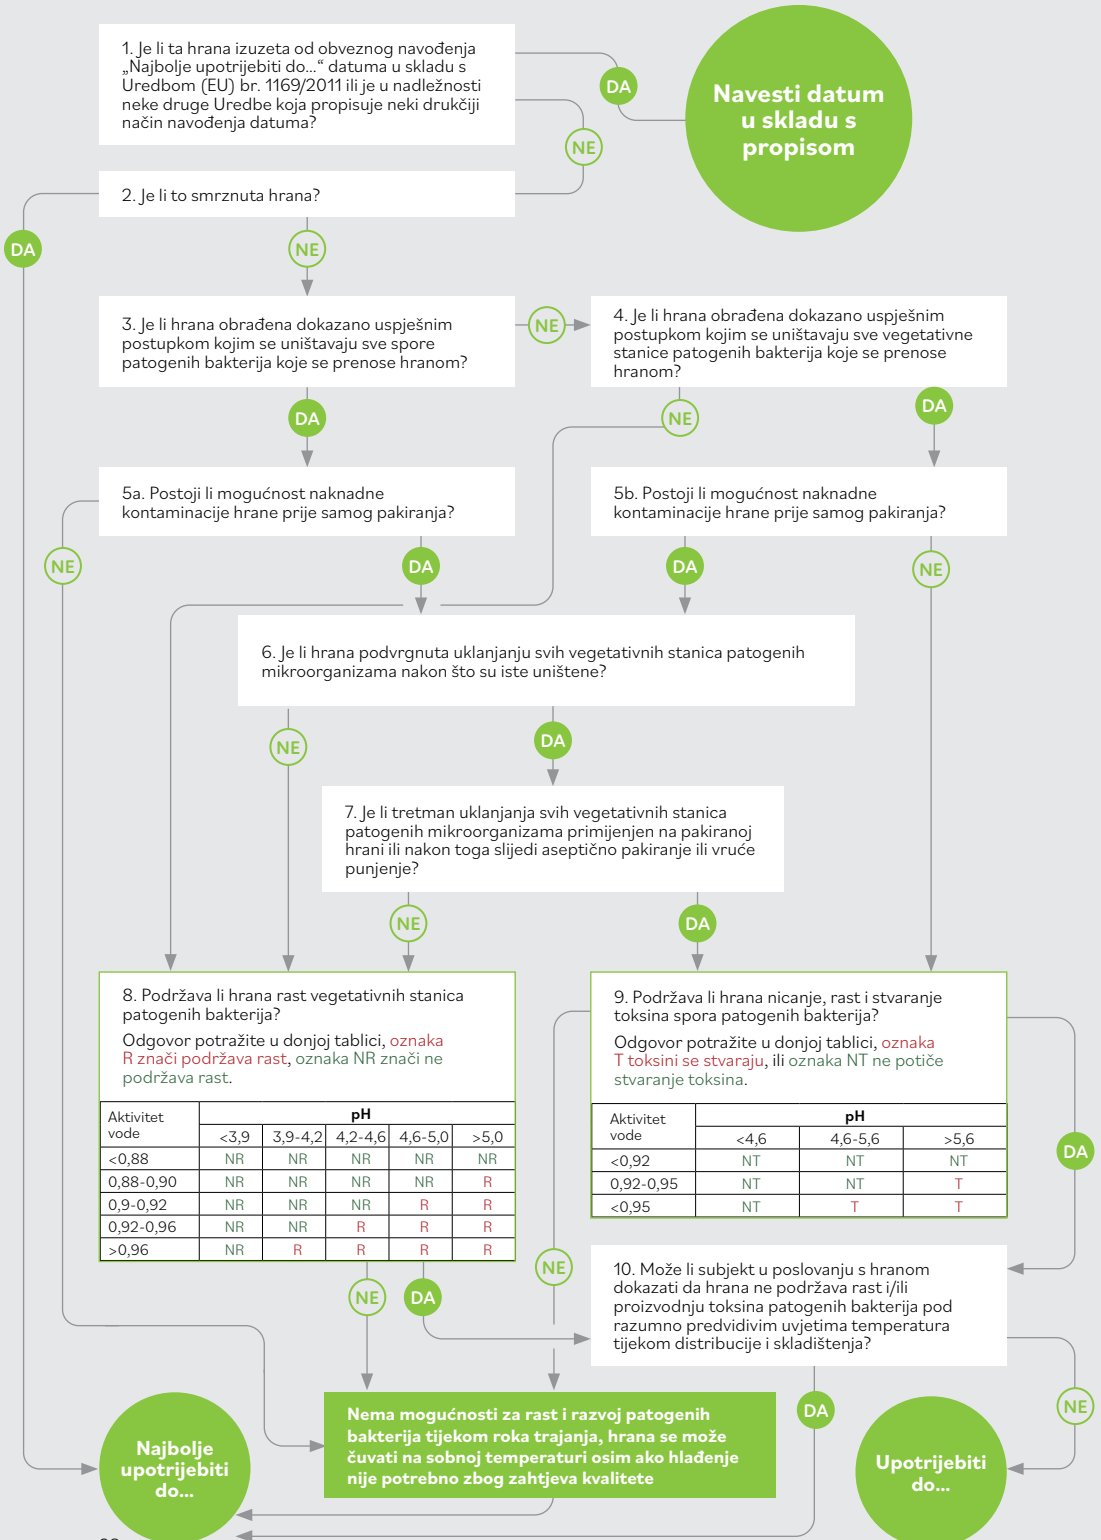 1. Je li ta hrana izuzeta od obveznog navođenja
„Najbolje upotrijebiti do...“ datuma u skladu s
Uredbom (EU) br. 1169/2011 ili je u nadležnosti
neke druge Uredbe koja propisuje neki drukčiji
način navođenja datuma?
DA
Navesti datum
u skladu s
propisom
NE
2. Je li to smrznuta hrana?
DA
NE
3. Je li hrana obrađena dokazano uspješnim
postupkom kojim se uništavaju sve spore
patogenih bakterija koje se prenose hranom?
NE
4. Je li hrana obrađena dokazano uspješnim
postupkom kojim se uništavaju sve vegetativne
stanice patogenih bakterija koje se prenose
hranom?
DA
NE
DA
5a. Postoji li mogućnost naknadne
kontaminacije hrane prije samog pakiranja?
5b. Postoji li mogućnost naknadne
kontaminacije hrane prije samog pakiranja?
NE
DA
DA
NE
6. Je li hrana podvrgnuta uklanjanju svih vegetativnih stanica patogenih
mikroorganizama nakon što su iste uništene?
NE
DA
7. Je li tretman uklanjanja svih vegetativnih stanica
patogenih mikroorganizama primijenjen na pakiranoj
hrani ili nakon toga slijedi aseptično pakiranje ili vruće
punjenje?
NE
DA
8. Podržava li hrana rast vegetativnih stanica
patogenih bakterija?
Odgovor potražite u donjoj tablici, oznaka
R znači podržava rast, oznaka NR znači ne
podržava rast.
Aktivitet
vode
pH
<3,9 3,9-4,2 4,2-4,6 4,6-5,0 >5,0
<0,88 NR NR NR NR NR
0,88-0,90 NR NR NR NR R
0,9-0,92 NR NR NR R R
0,92-0,96 NR NR R R R
>0,96 NR R R R R
9. Podržava li hrana nicanje, rast i stvaranje
toksina spora patogenih bakterija?
Odgovor potražite u donjoj tablici, oznaka
T toksini se stvaraju, ili oznaka NT ne potiče
stvaranje toksina.
Aktivitet
vode
pH
<4,6 4,6-5,6 >5,6
<0,92 NT NT NT
0,92-0,95 NT NT T
<0,95 NT T T
DA
NE
NE
DA
10. Može li subjekt u poslovanju s hranom
dokazati da hrana ne podržava rast i/ili
proizvodnju toksina patogenih bakterija pod
razumno predvidivim uvjetima temperatura
tijekom distribucije i skladištenja?
DA
NE
Najbolje
upotrijebiti
do...
Nema mogućnosti za rast i razvoj patogenih
bakterija tijekom roka trajanja, hrana se može
čuvati na sobnoj temperaturi osim ako hlađenje
nije potrebno zbog zahtjeva kvalitete
Upotrijebiti
do...